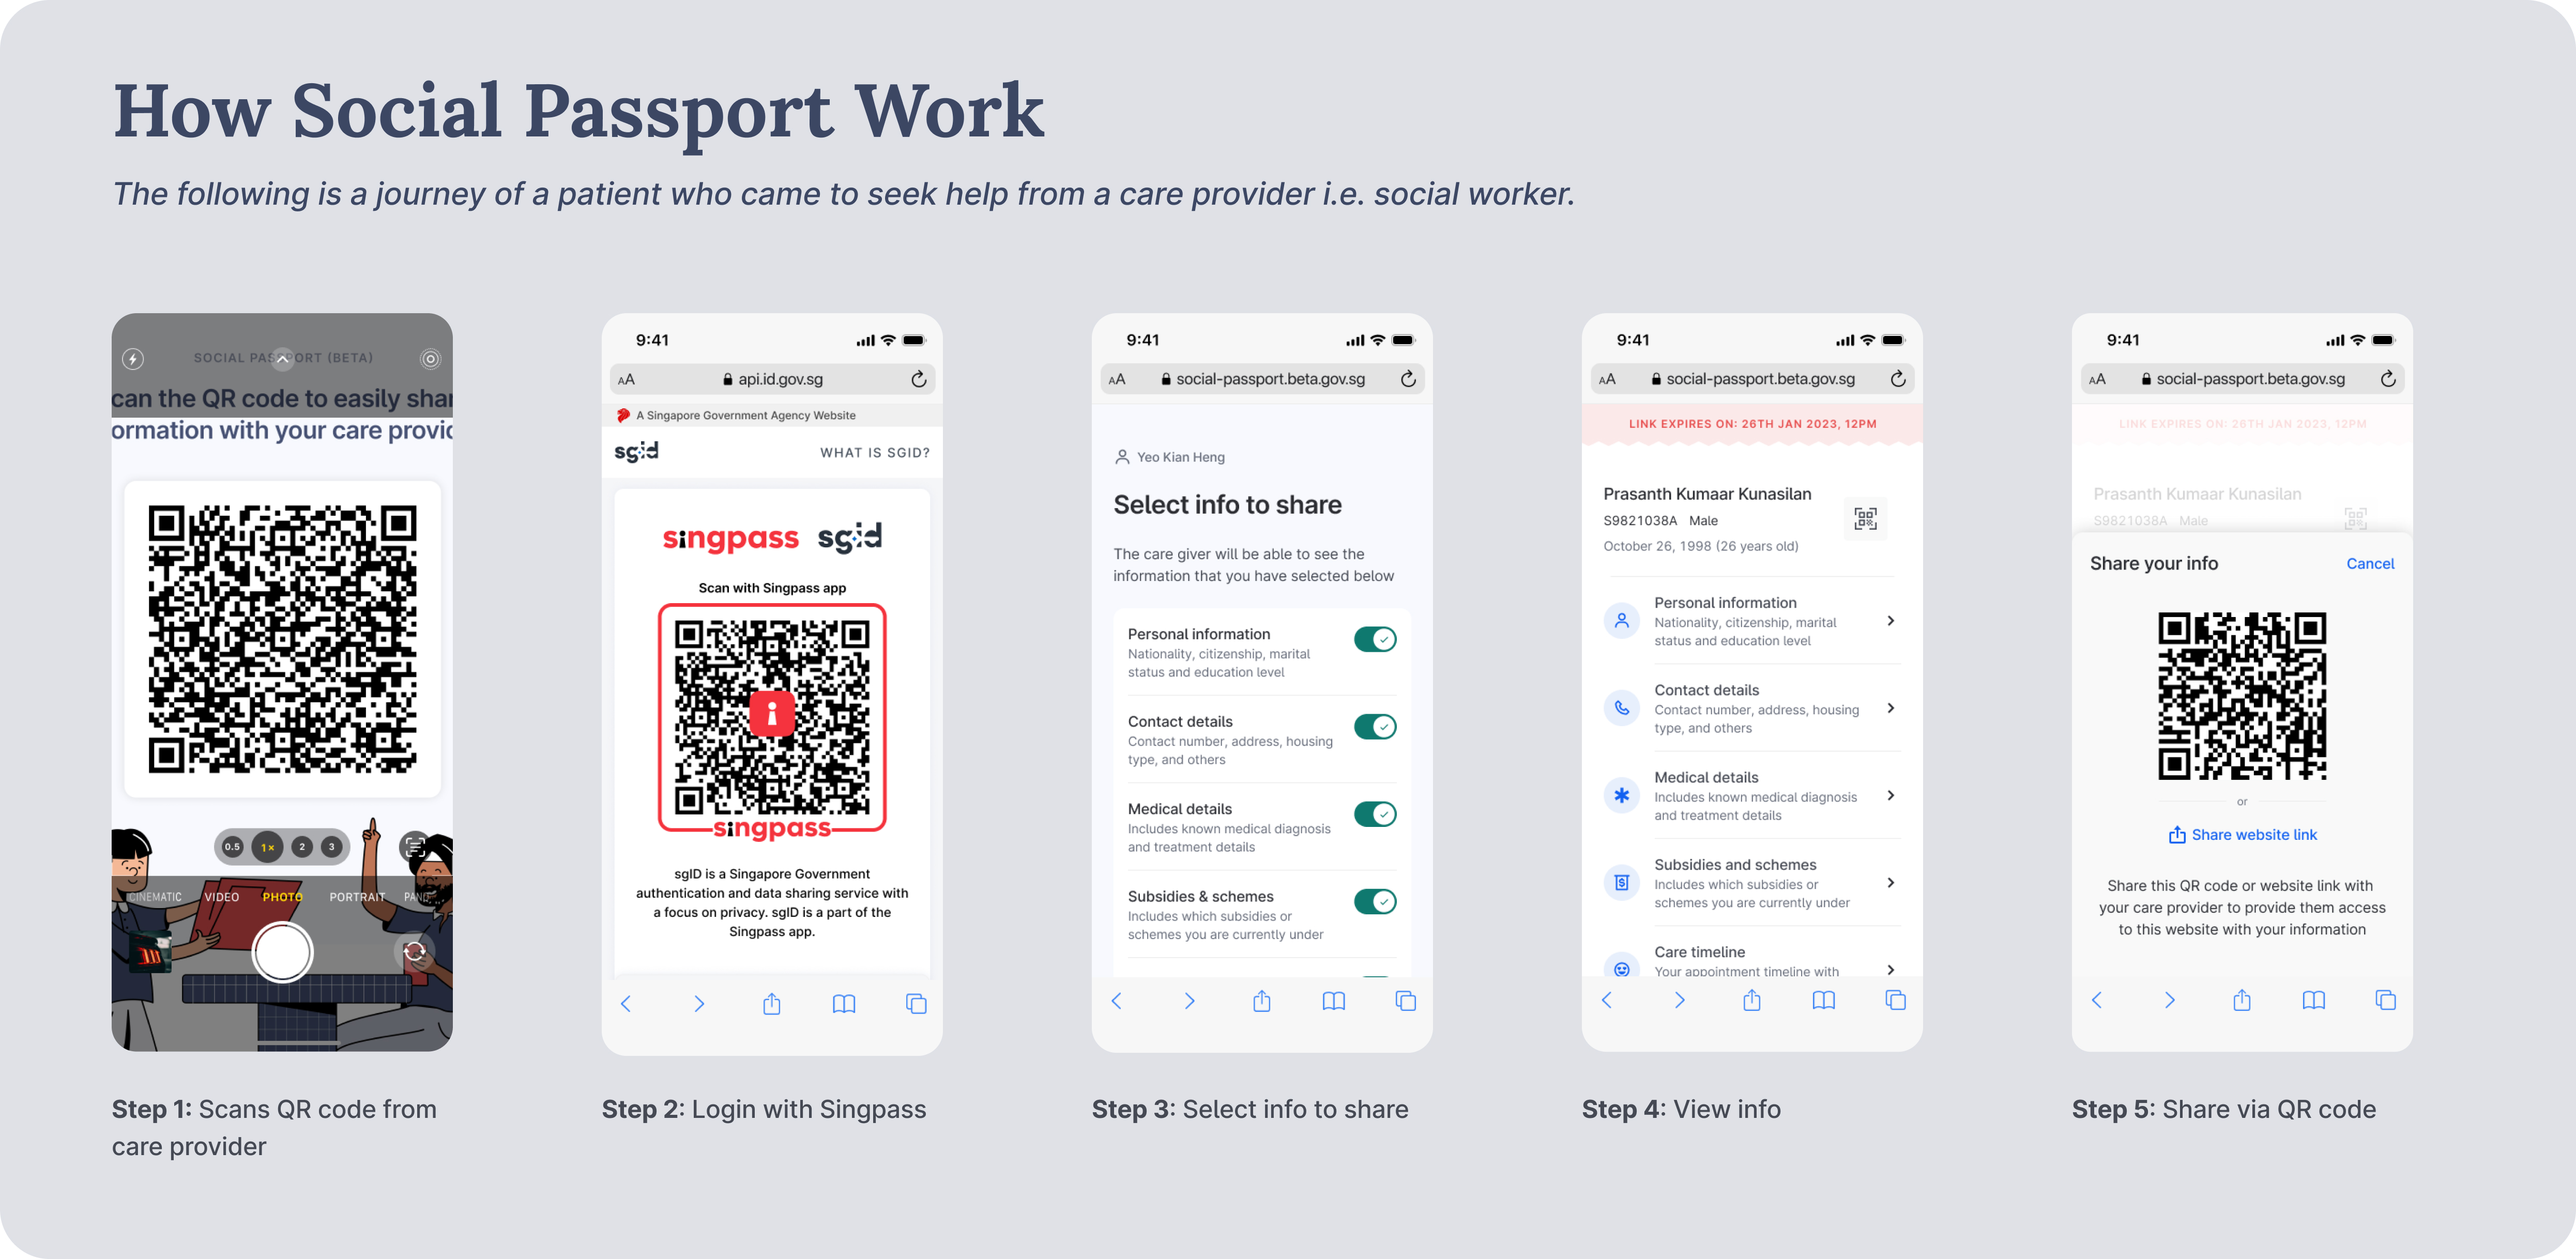 How Social Passport Work
The following is a journey of a patient who came to seek help from a care provider i.e. social worker.
SOCIAL PASSPORT (BETA)
can the QR code to easily shar
ormation with your care provid
0.5
1×
2
3
CINEMATIC
VIDEO
PHOTO
PORTRAIT
PANO
Step 1: Scans QR code from
care provider
9:41
AA
api.id.gov.sg
A Singapore Government Agency Website
sgid
WHAT IS SGID?
singpass sgid
Scan with Singpass app
singpass
sgID is a Singapore Government
authentication and data sharing service with
a focus on privacy. sgID is a part of the
Singpass app.
Step 2: Login with Singpass
9:41
AA
social-passport.beta.gov.sg
Yeo Kian Heng
Select info to share
The care giver will be able to see the
information that you have selected below
Personal information
Nationality, citizenship, marital
status and education level
Contact details
Contact number, address, housing
type, and others
Medical details
Includes known medical diagnosis
and treatment details
Subsidies & schemes
Includes which subsidies or
schemes you are currently under
Step 3: Select info to share
9:41
AA
social-passport.beta.gov.sg
LINK EXPIRES ON: 26TH JAN 2023, 12PM
Prasanth Kumaar Kunasilan
S9821038A Male
October 26, 1998 (26 years old)
Personal information
Nationality, citizenship, marital
status and education level
Contact details
Contact number, address, housing
type, and others
Medical details
Includes known medical diagnosis
and treatment details
Subsidies and schemes
Includes which subsidies or
schemes you are currently under
Care timeline
Your appointment timeline with
Step 4: View info
9:41
AA
social-passport.beta.gov.sg
LINK EXPIRES ON: 26TH JAN 2023, 12PM
Prasanth Kumaar Kunasilan
S9821038A Male
Share your info
Cancel
or
Share website link
Share this QR code or website link with
your care provider to provide them access
to this website with your information
Step 5: Share via QR code